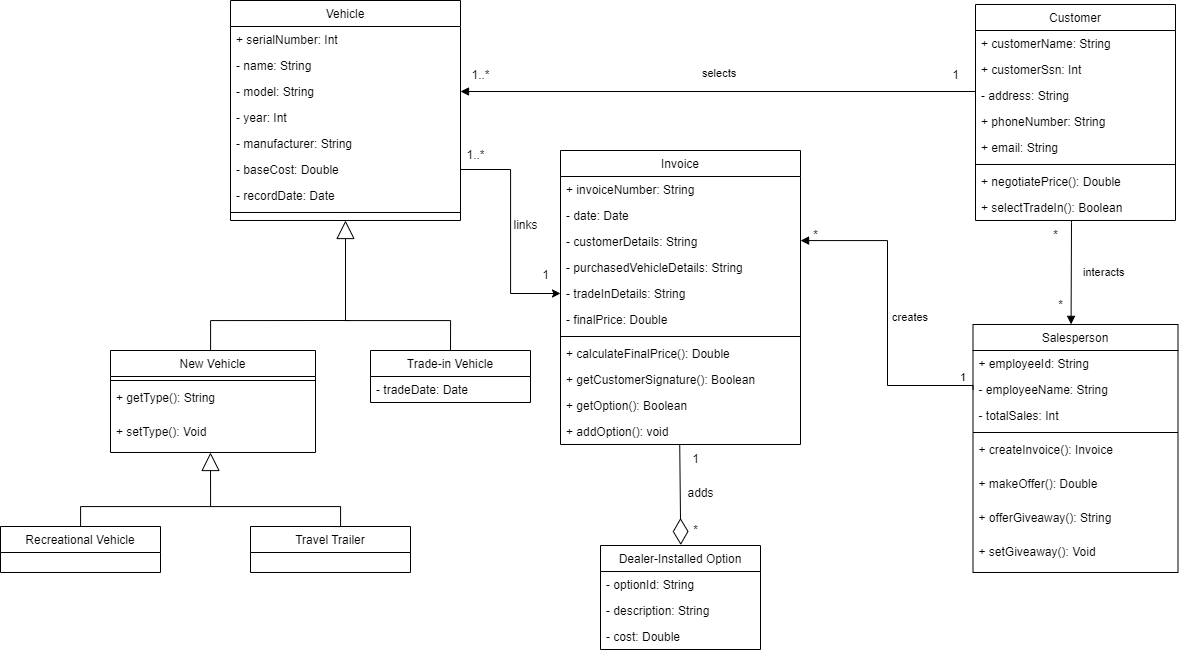 Vehicle
+ serialNumber: Int
- name: String
- model: String
- year: Int
- manufacturer: String
- baseCost: Double
- recordDate: Date
1..*
selects
1
Customer
+ customerName: String
+ customerSsn: Int
- address: String
+ phoneNumber: String
+ email: String
+ negotiatePrice(): Double
+ selectTradeIn(): Boolean
1..*
links
1
Invoice
+ invoiceNumber: String
- date: Date
- customerDetails: String
- purchasedVehicleDetails: String
- tradeInDetails: String
- finalPrice: Double
+ calculateFinalPrice(): Double
+ getCustomerSignature(): Boolean
+ getOption(): Boolean
+ addOption(): void
*
creates
1
*
interacts
*
Salesperson
+ employeeId: String
- employeeName: String
- totalSales: Int
+ createInvoice(): Invoice
+ makeOffer(): Double
+ offerGiveaway(): String
+ setGiveaway(): Void
New Vehicle
+ getType(): String
+ setType(): Void
Trade-in Vehicle
- tradeDate: Date
Recreational Vehicle
Travel Trailer
1
adds
*
Dealer-Installed Option
- optionId: String
- description: String
- cost: Double